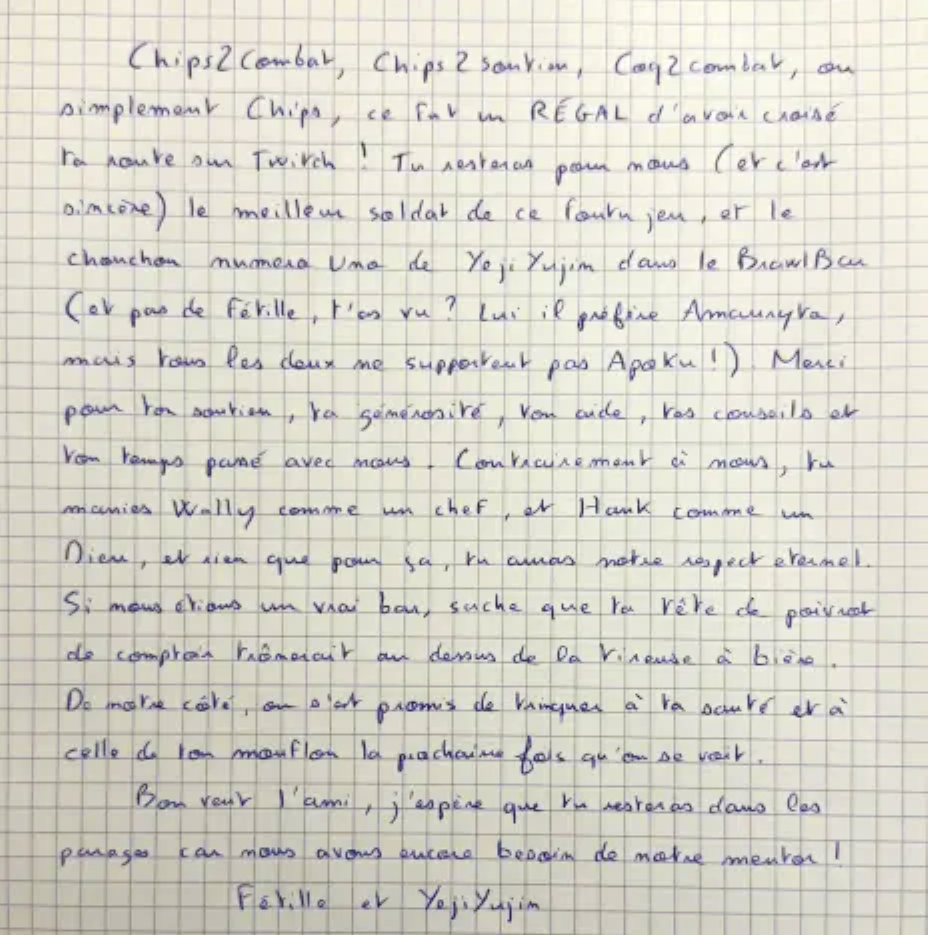 Chips2Combat, Chips2soutien, Coq2combat, ou
simplement Chips, ce fut un RÉGAL d'avoir croisé
ta route sur Twitch ! Tu resteras pour nous (et c'est
sincère) le meilleur soldat de ce foutu jeu, et le
chouchou numero Uno de YejiYujim dans le BrawlBar
(et pas de Fétille, t'as vu ? Lui il préfère Amaunyta,
mais tous les deux ne supportent pas Apoku !). Merci
pour ton soutien, ta générosité, ton aide, tes conseils et
ton temps passé avec nous. Contrairement à nous, tu
manies Wally comme un chef, et Hank comme un
Dieu, et rien que pour ça, tu auras notre respect eternel.
Si nous étions un vrai bar, sache que ta tête de poivrot
de comptoir trônerait au dessus de la tireuse à bière.
De notre côté, on s'est promis de trinquer à ta santé et à
celle de ton mouflon la prochaine fois qu'on se voit.
Bon vent l'ami, j'espère que tu resteras dans les
parages car nous avons encore besoin de notre mentor !
Fétille et YejiYujim